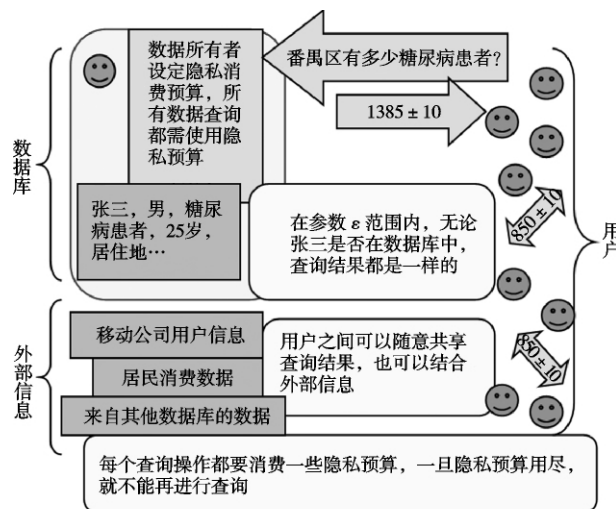 数据所有者
设定隐私消
费预算，所
有数据查询
都需使用隐
私预算
番禺区有多少糖尿病患者?
1385 ± 10
数据库
张三，男，糖尿
病患者，25岁，
居住地…
在参数 ε 范围内，无论
张三是否在数据库中，
查询结果都是一样的
850 ± 10
用户
外部信息
移动公司用户信息
居民消费数据
来自其他数据库的数据
用户之间可以随意共享
查询结果，也可以结合
外部信息
850 ± 10
每个查询操作都要消费一些隐私预算，一旦隐私预算用尽，
就不能再进行查询